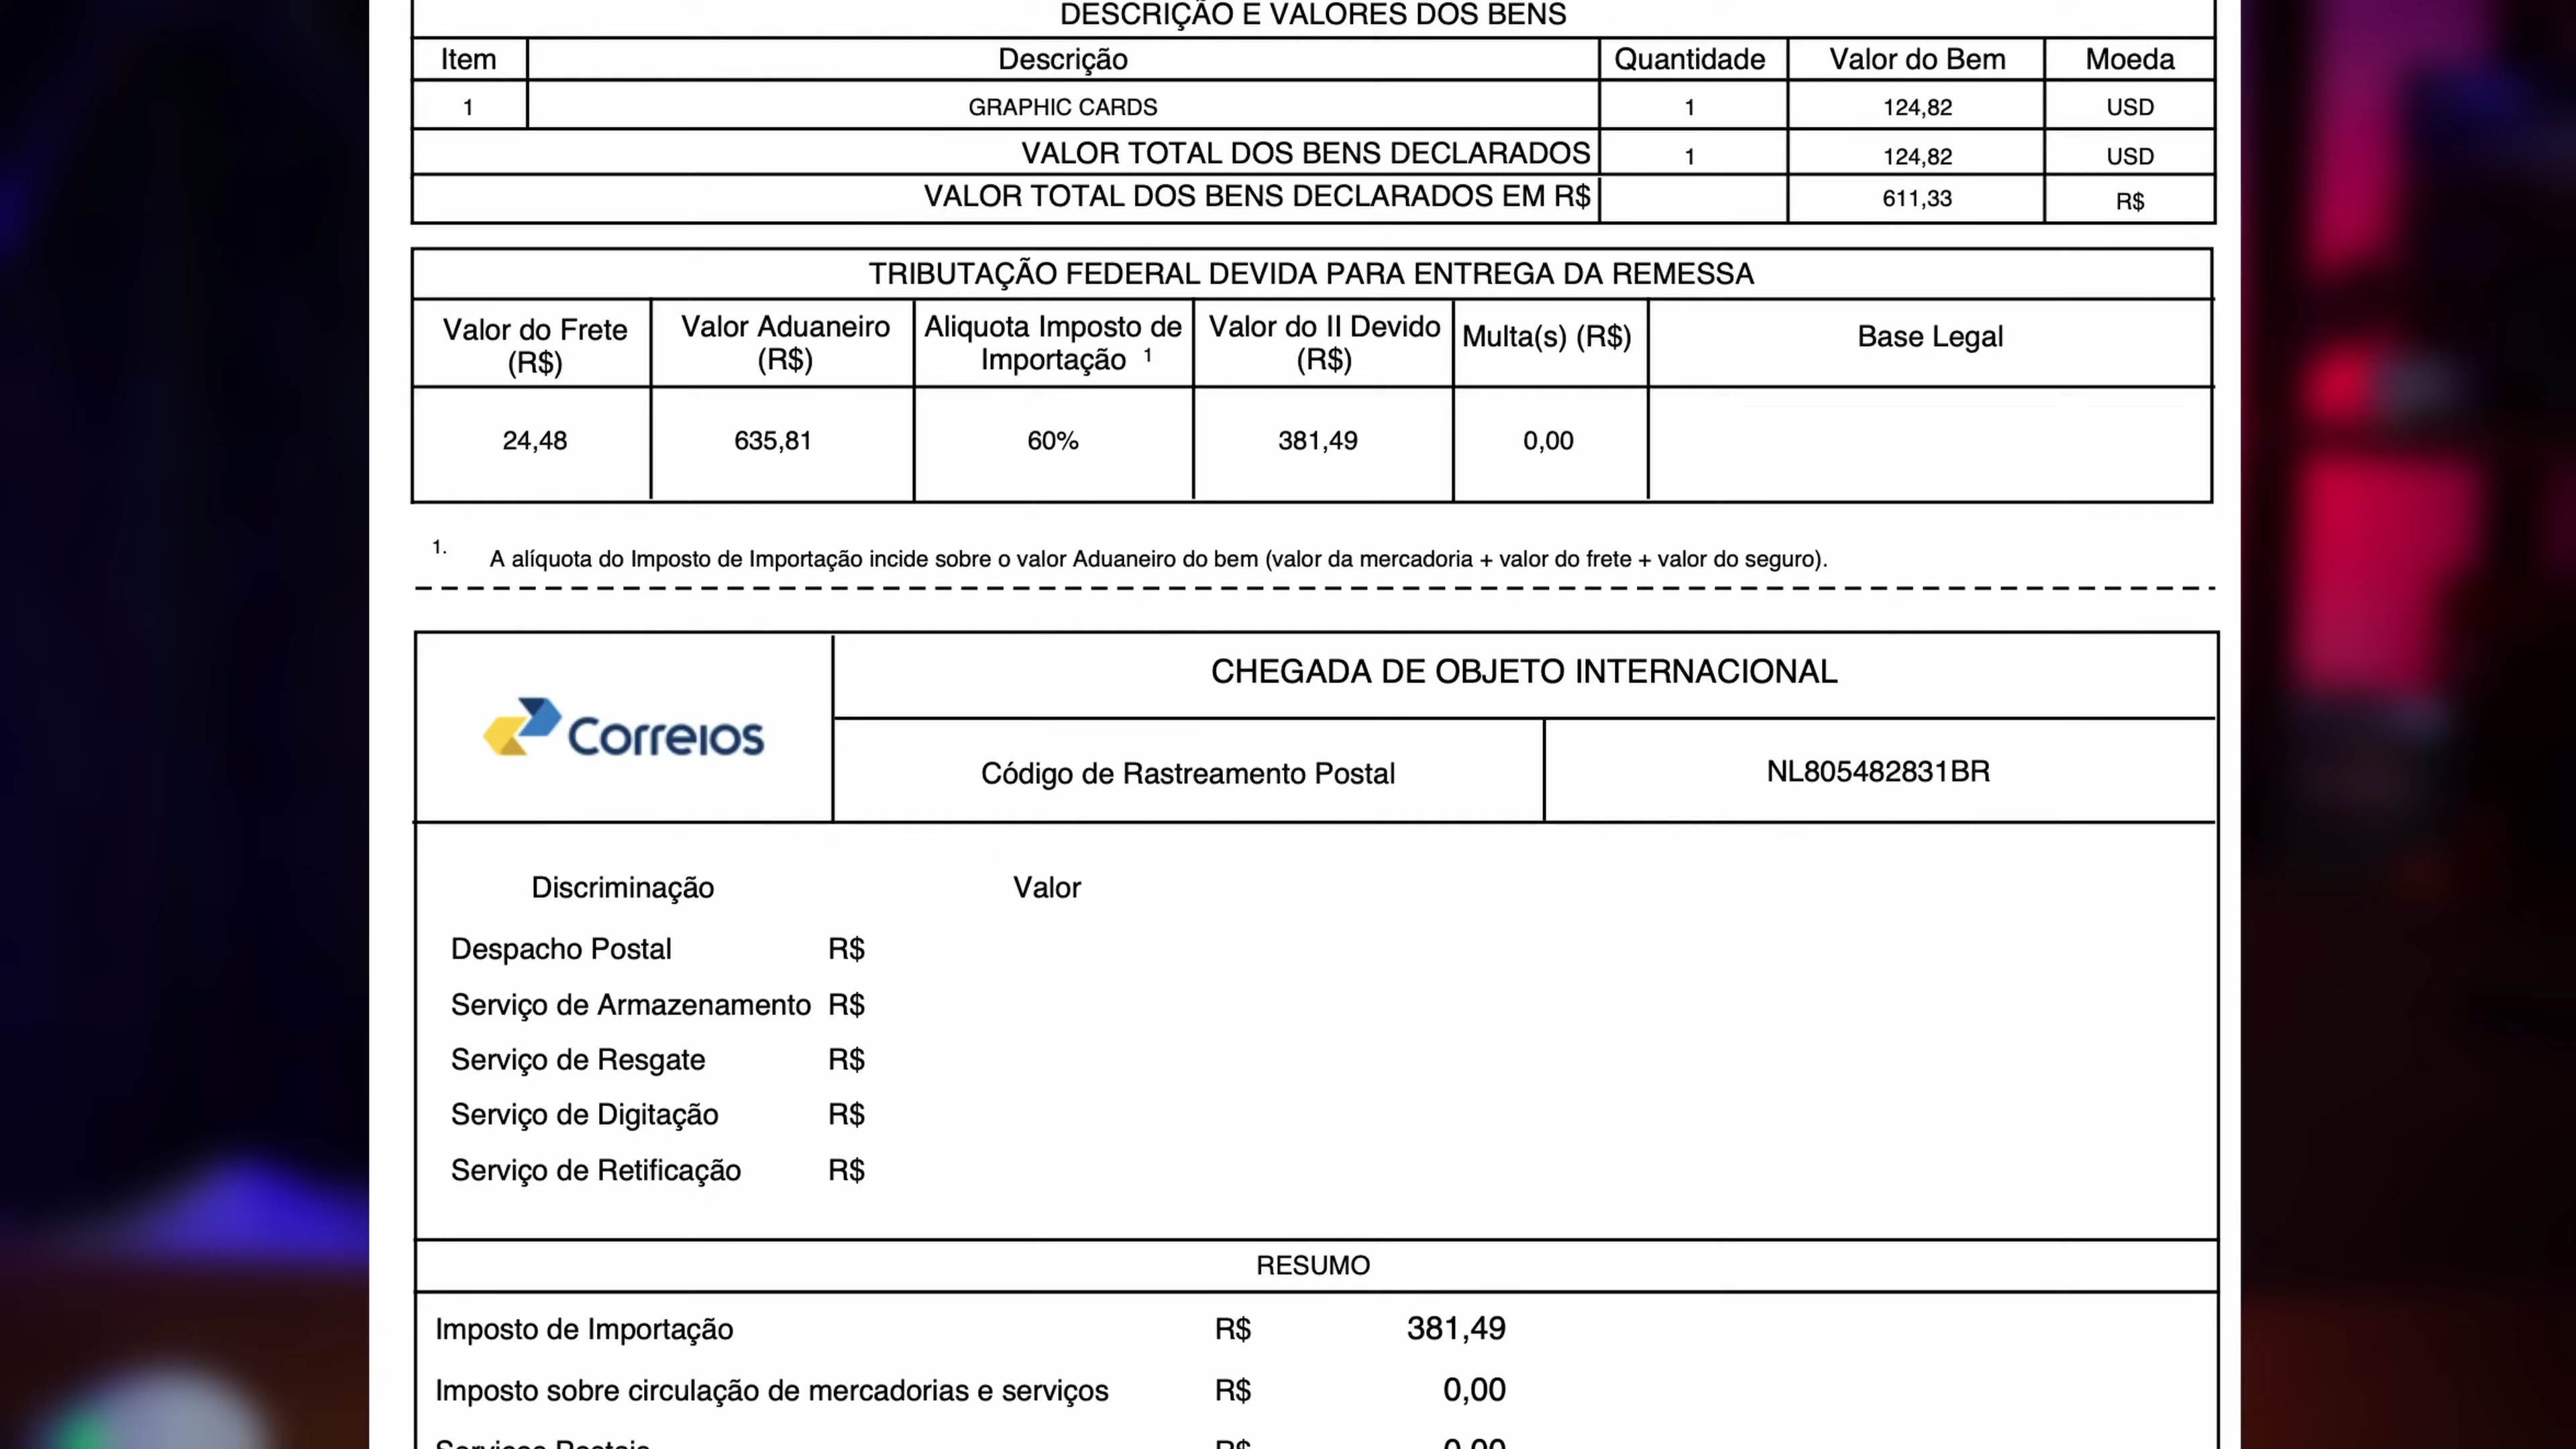 DESCRIÇÃO E VALORES DOS BENS
Item Descrição Quantidade Valor do Bem Moeda
1 GRAPHIC CARDS 1 124,82 USD
VALOR TOTAL DOS BENS DECLARADOS 1 124,82 USD
VALOR TOTAL DOS BENS DECLARADOS EM R$ 611,33 R$
TRIBUTAÇÃO FEDERAL DEVIDA PARA ENTREGA DA REMESSA
Valor do Frete (R$) Valor Aduaneiro (R$) Aliquota Imposto de Importação 1 Valor do II Devido (R$) Multa(s) (R$) Base Legal
24,48 635,81 60% 381,49 0,00
1. A alíquota do Imposto de Importação incide sobre o valor Aduaneiro do bem (valor da mercadoria + valor do frete + valor do seguro).
Correios
CHEGADA DE OBJETO INTERNACIONAL
Código de Rastreamento Postal NL805482831BR
Discriminação Valor
Despacho Postal R$
Serviço de Armazenamento R$
Serviço de Resgate R$
Serviço de Digitação R$
Serviço de Retificação R$
RESUMO
Imposto de Importação R$ 381,49
Imposto sobre circulação de mercadorias e serviços R$ 0,00
Serviços Postais R$ 0,00